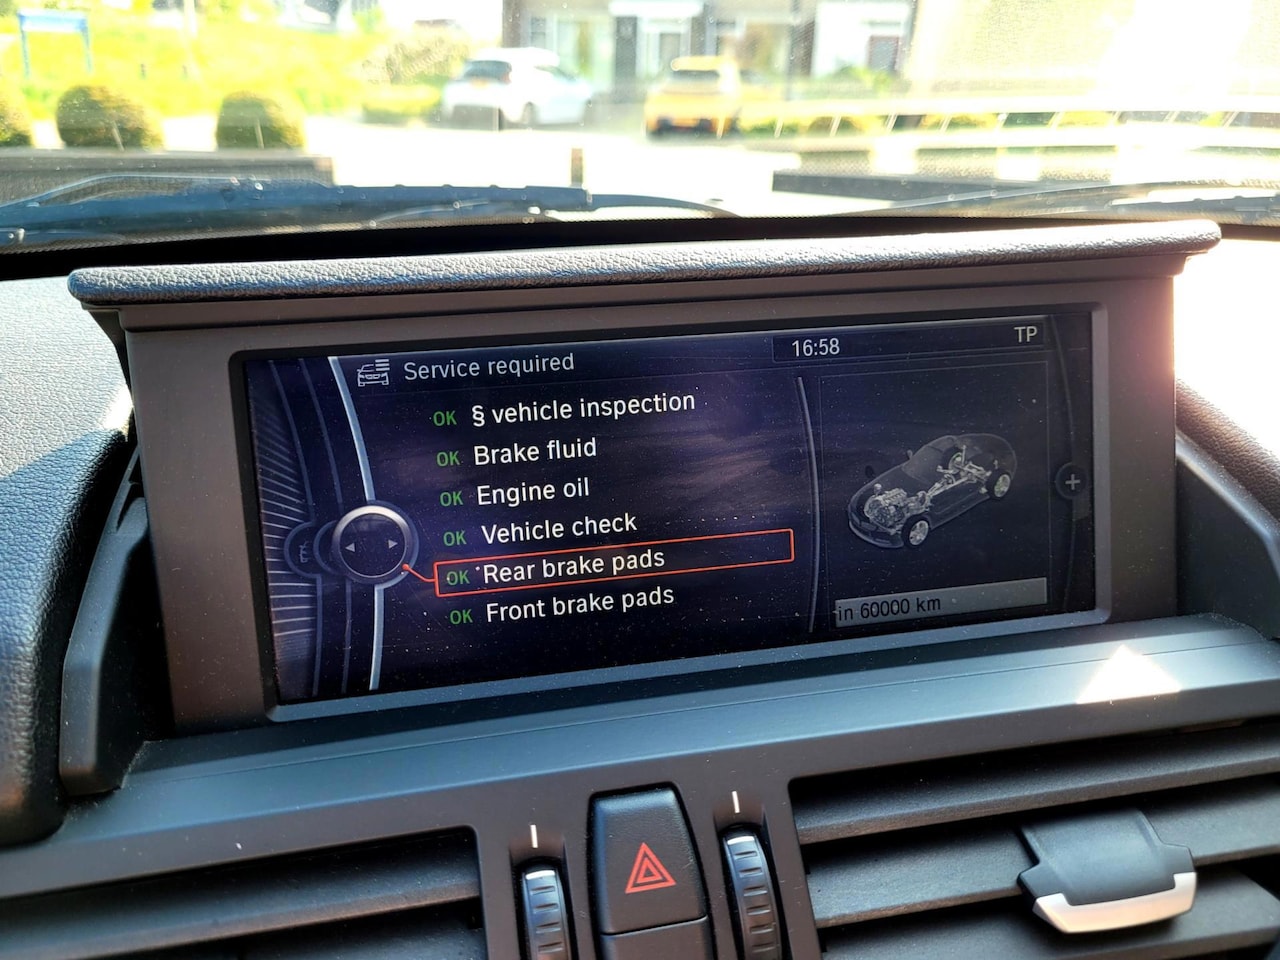 Service required
16:58
TP
OK § vehicle inspection
OK Brake fluid
OK Engine oil
OK Vehicle check
OK Rear brake pads
OK Front brake pads
in 60000 km